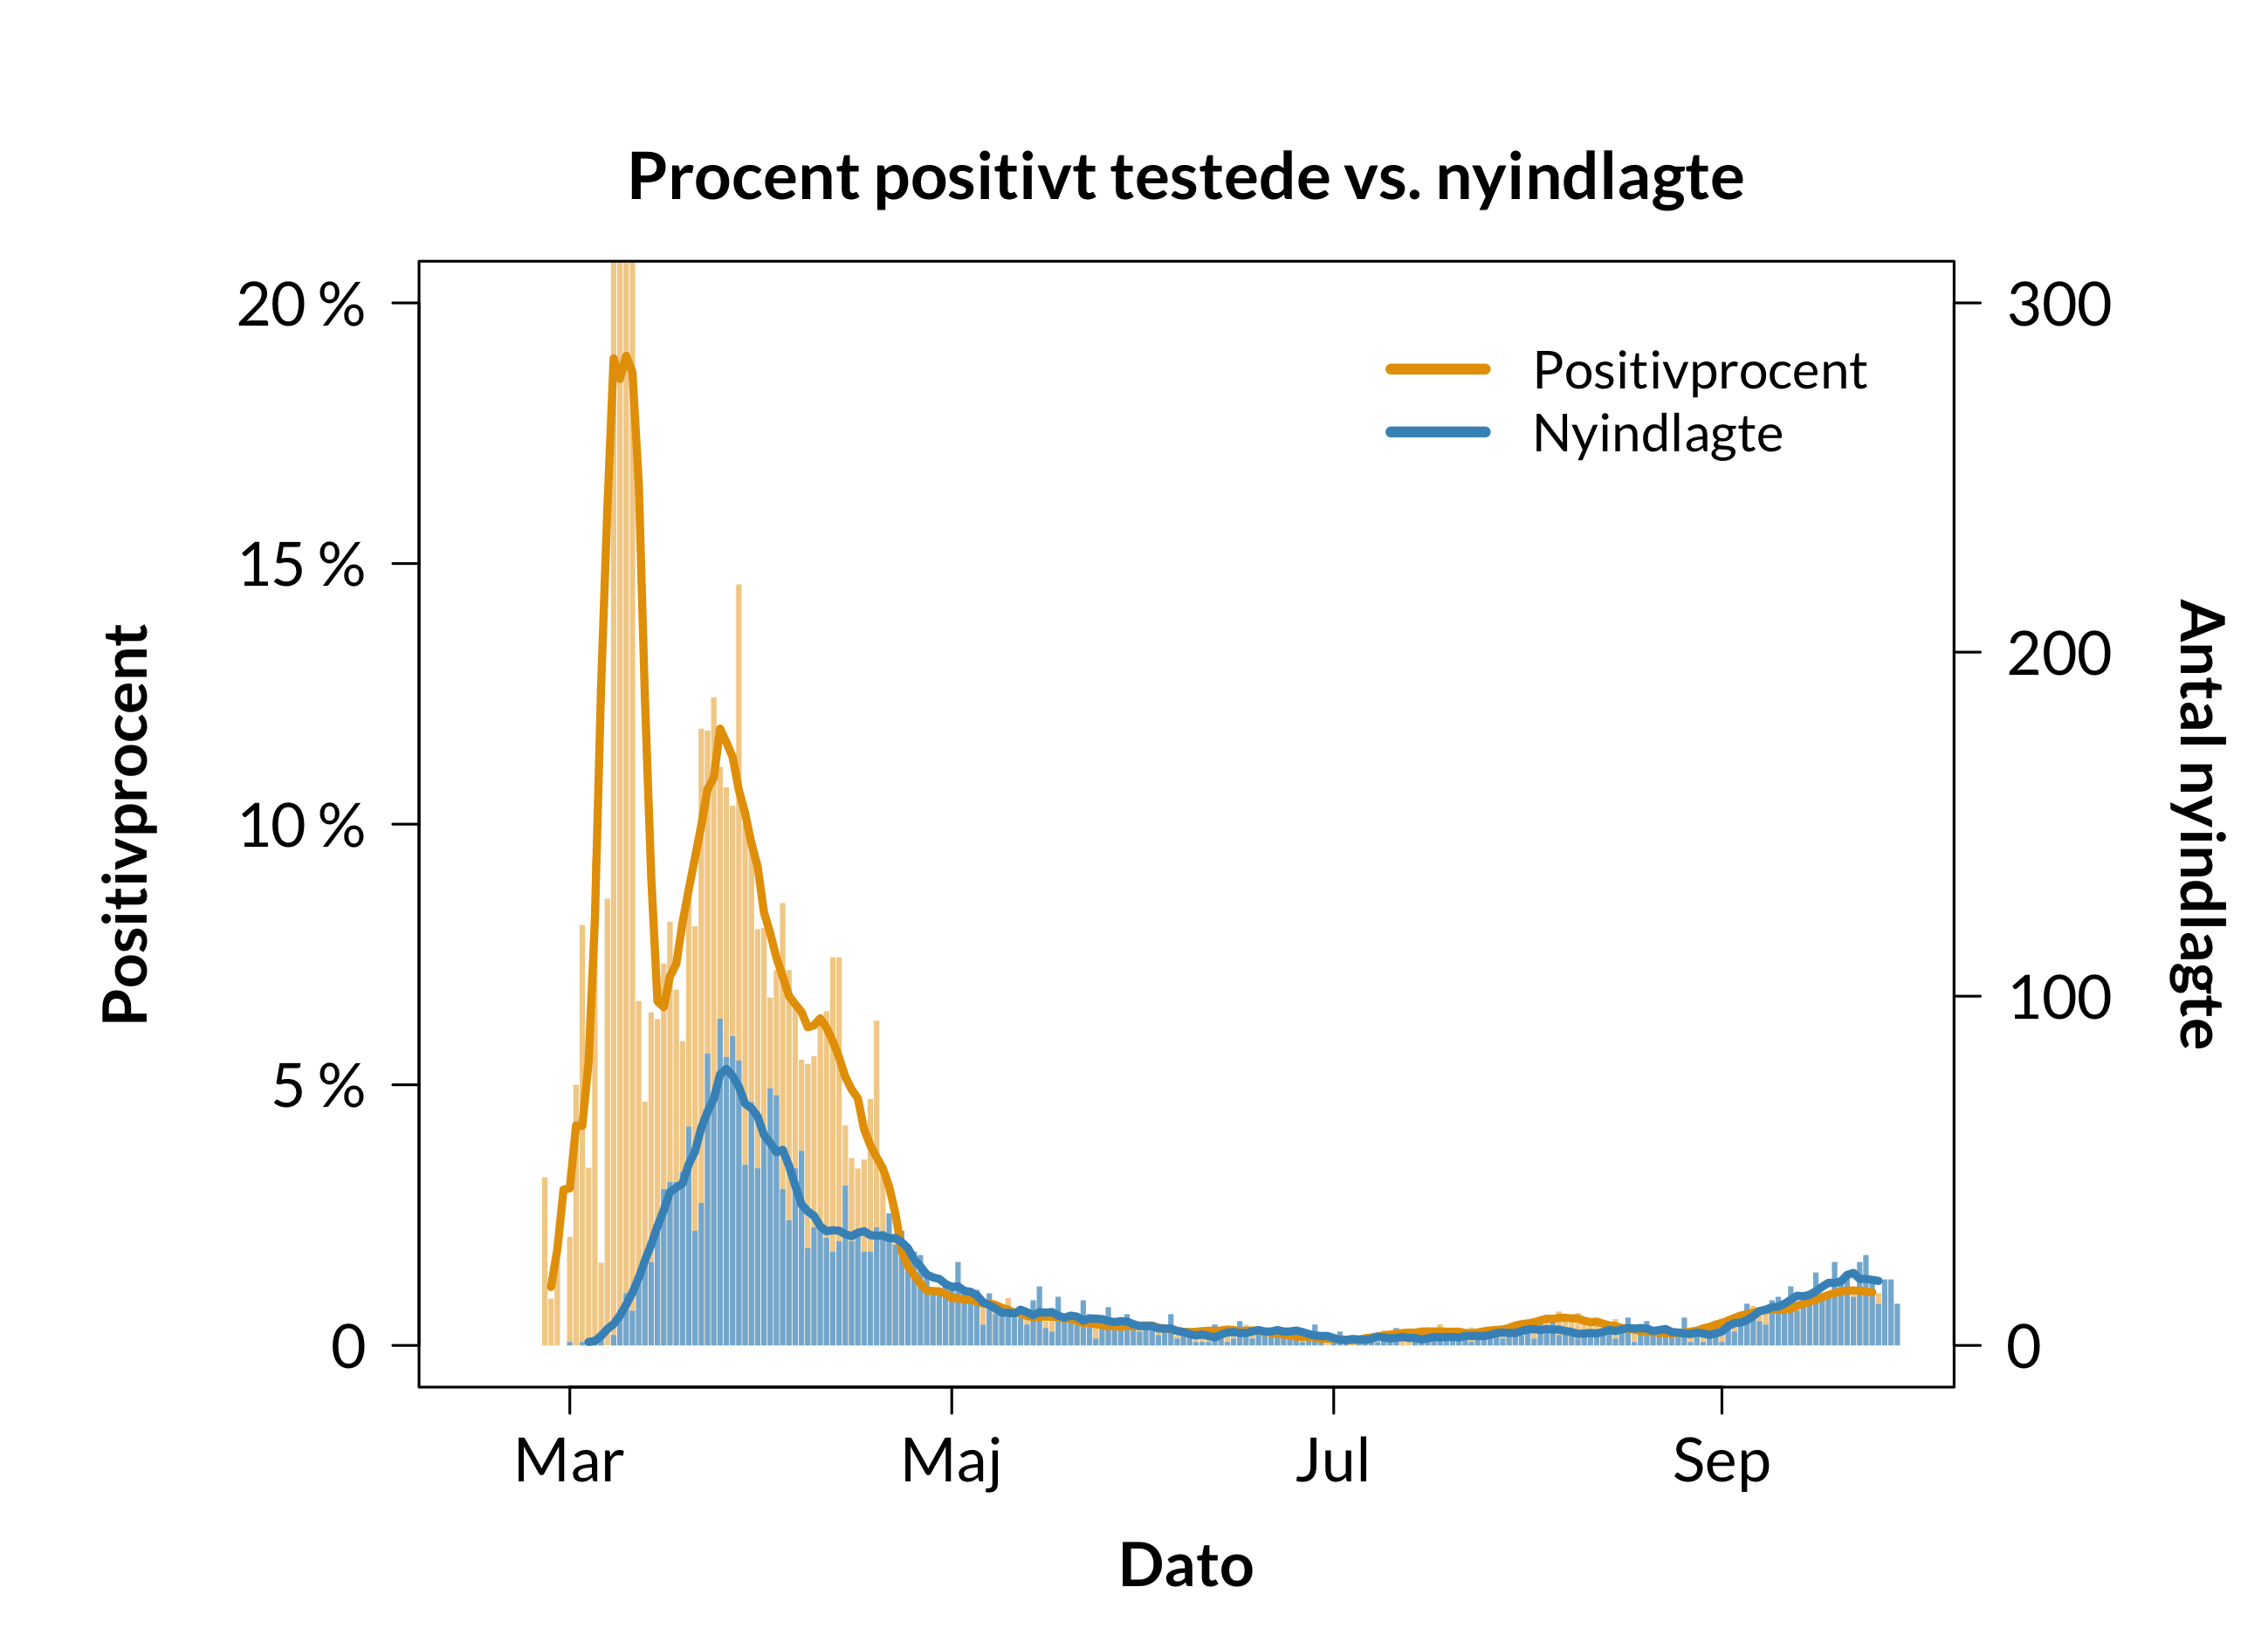 Procent positivt testede vs. nyindlagte
20 %
15 %
10 %
5 %
0
Positivprocent
Positivprocent
Nyindlagte
300
200
100
0
Antal nyindlagte
Mar
Maj
Jul
Sep
Dato